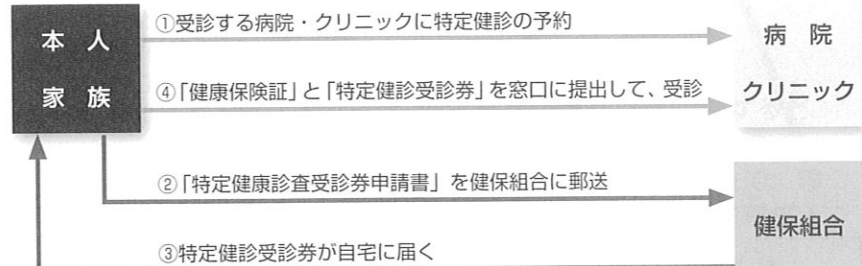 ①受診する病院・クリニックに特定健診の予約
本人
家族
病院
クリニック
④「健康保険証」と「特定健診受診券」を窓口に提出して、受診
②「特定健康診査受診券申請書」を健保組合に郵送
健保組合
③特定健診受診券が自宅に届く